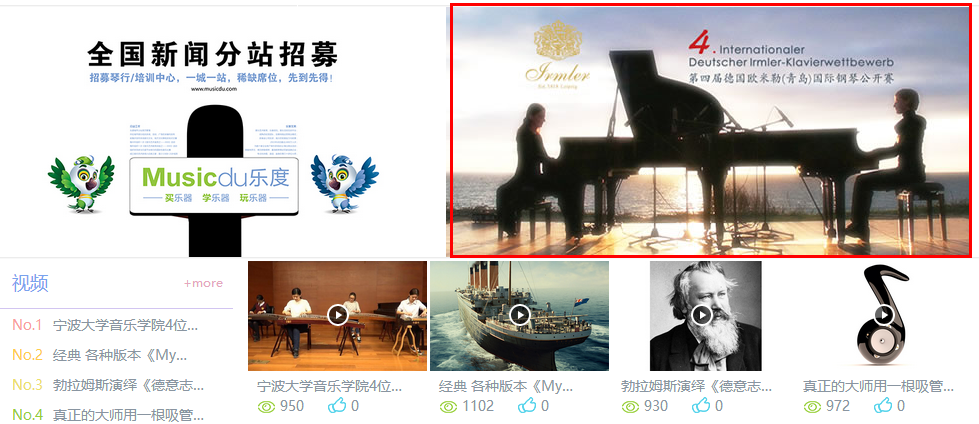 全国新闻分站招募
招募琴行/培训中心，一城一站，稀缺席位，先到先得！
www.musicdu.com
Musicdu乐度
买乐器 学乐器 玩乐器
Irmler
4. Internationaler
Deutscher Irmler-Klavierwettbewerb
第四届德国欧米勒(青岛)国际钢琴公开赛
视频
+more
No.1 宁波大学音乐学院4位...
No.2 经典 各种版本《My...
No.3 勃拉姆斯演绎《德意志...
No.4 真正的大师用一根吸管...
宁波大学音乐学院4位...
950 0
经典 各种版本《My...
1102 0
勃拉姆斯演绎《德意志...
930 0
真正的大师用一根吸管...
972 0